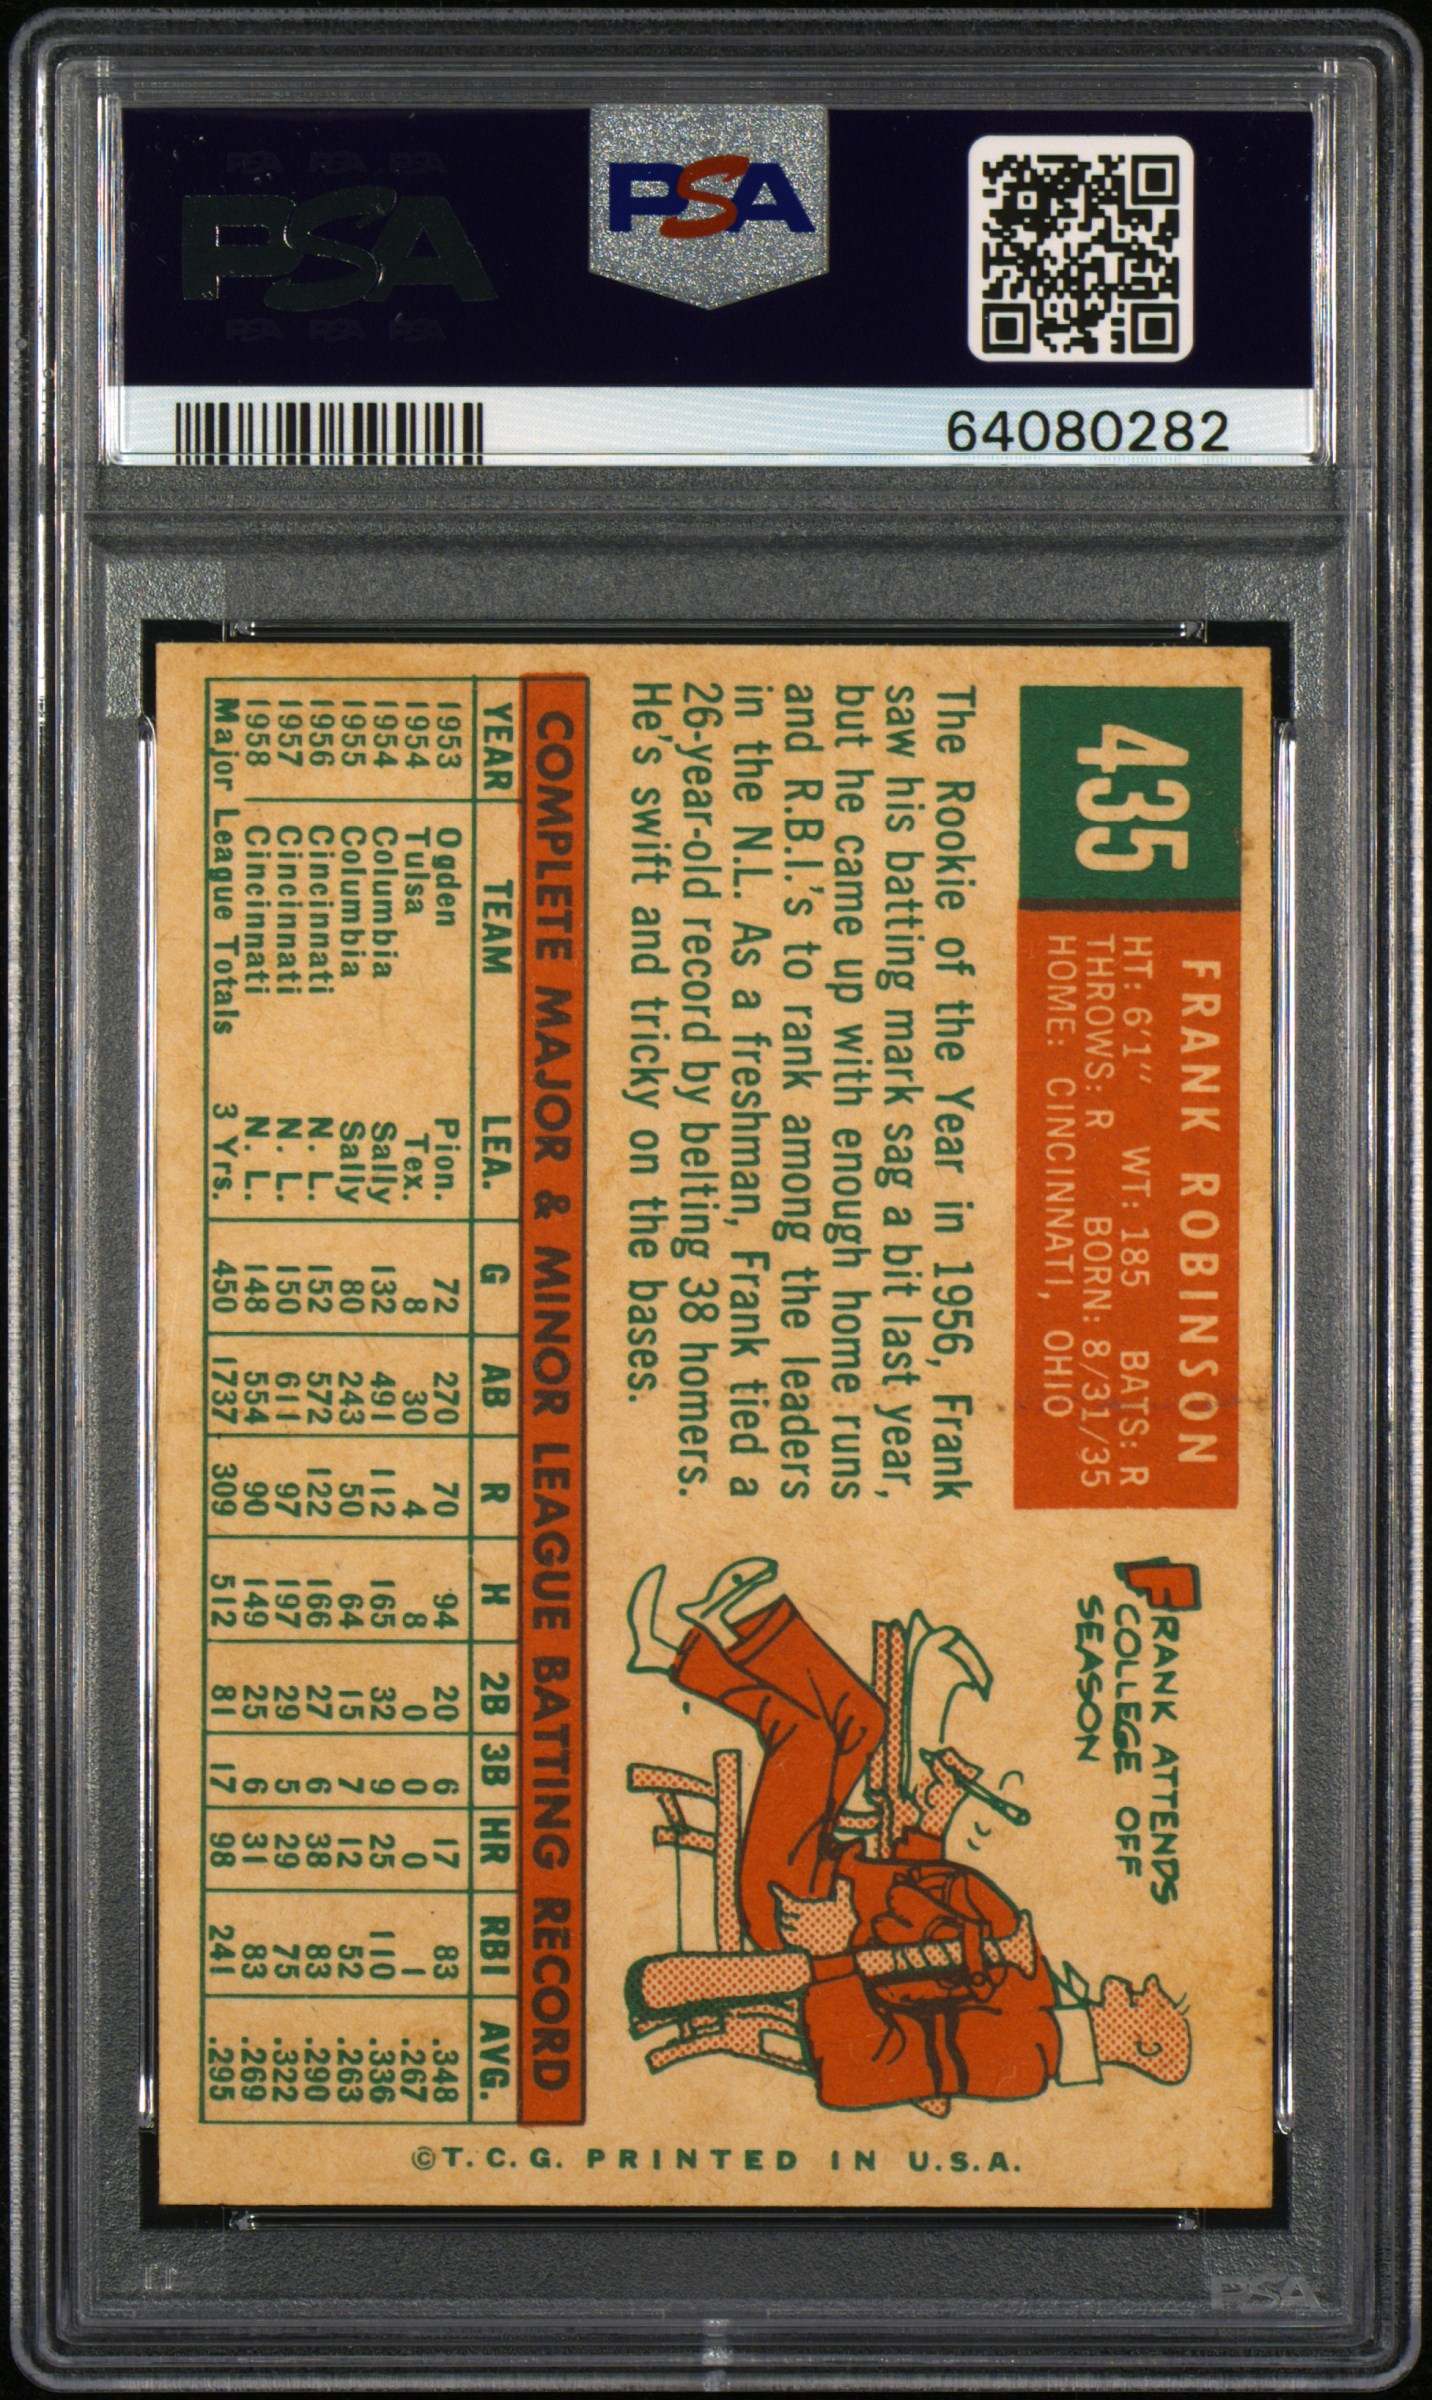 PSA PSA PSA
PSA
PSA PSA PSA
PSA
64080282
435
FRANK ROBINSON
HT: 6'1" WT: 185 BATS: R
THROWS: R BORN: 8/31/35
HOME: CINCINNATI, OHIO
The Rookie of the Year in 1956, Frank
saw his batting mark sag a bit last year,
but he came up with enough home runs
and R.B.I.'s to rank among the leaders
in the N.L. As a freshman, Frank tied a
26-year-old record by belting 38 homers.
He's swift and tricky on the bases.
FRANK ATTENDS
COLLEGE OFF
SEASON
COMPLETE MAJOR & MINOR LEAGUE BATTING RECORD
YEAR TEAM LEA. G AB R H 2B 3B HR RBI AVG.
1953 Ogden Pion. 72 270 70 94 20 6 17 83 .348
1954 Tulsa Tex. 8 30 4 8 0 0 0 1 .267
1954 Columbia Sally 132 491 112 165 32 9 25 110 .336
1955 Columbia Sally 80 243 50 64 15 7 12 52 .263
1956 Cincinnati N. L. 152 572 122 166 27 6 38 83 .290
1957 Cincinnati N. L. 150 611 97 197 29 5 29 75 .322
1958 Cincinnati N. L. 148 554 90 149 25 6 31 83 .269
Major League Totals 3 Yrs. 450 1737 309 512 81 17 98 241 .295
©T.C.G. PRINTED IN U.S.A.
PSA